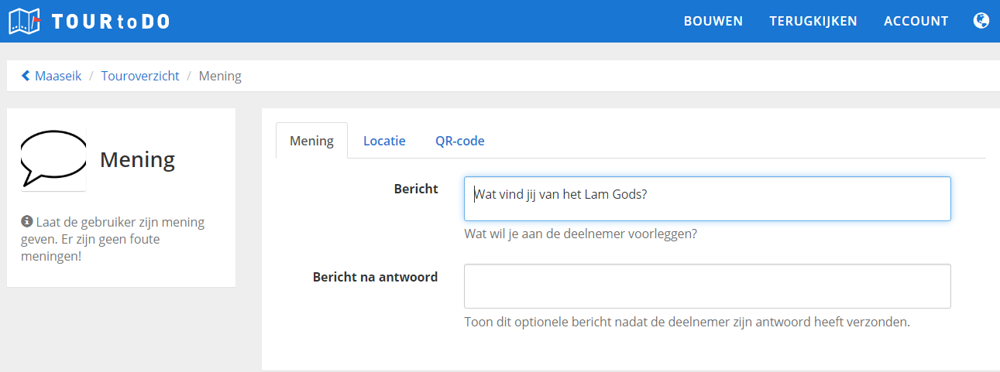 TOURtoDO
BOUWEN TERUGKIJKEN ACCOUNT
Maaseik / Touroverzicht / Mening
Mening
Laat de gebruiker zijn mening
geven. Er zijn geen foute
meningen!
Mening Locatie QR-code
Bericht
Wat vind jij van het Lam Gods?
Wat wil je aan de deelnemer voorleggen?
Bericht na antwoord
Toon dit optionele bericht nadat de deelnemer zijn antwoord heeft verzonden.